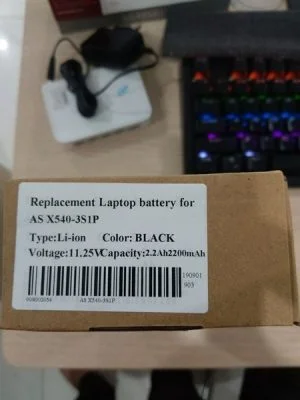 Replacement Laptop battery for
AS X540-3S1P
Type:Li-ion Color: BLACK
Voltage:11.25V Capacity:2.2Ah2200mAh
190901
903
AS X540-3S1P